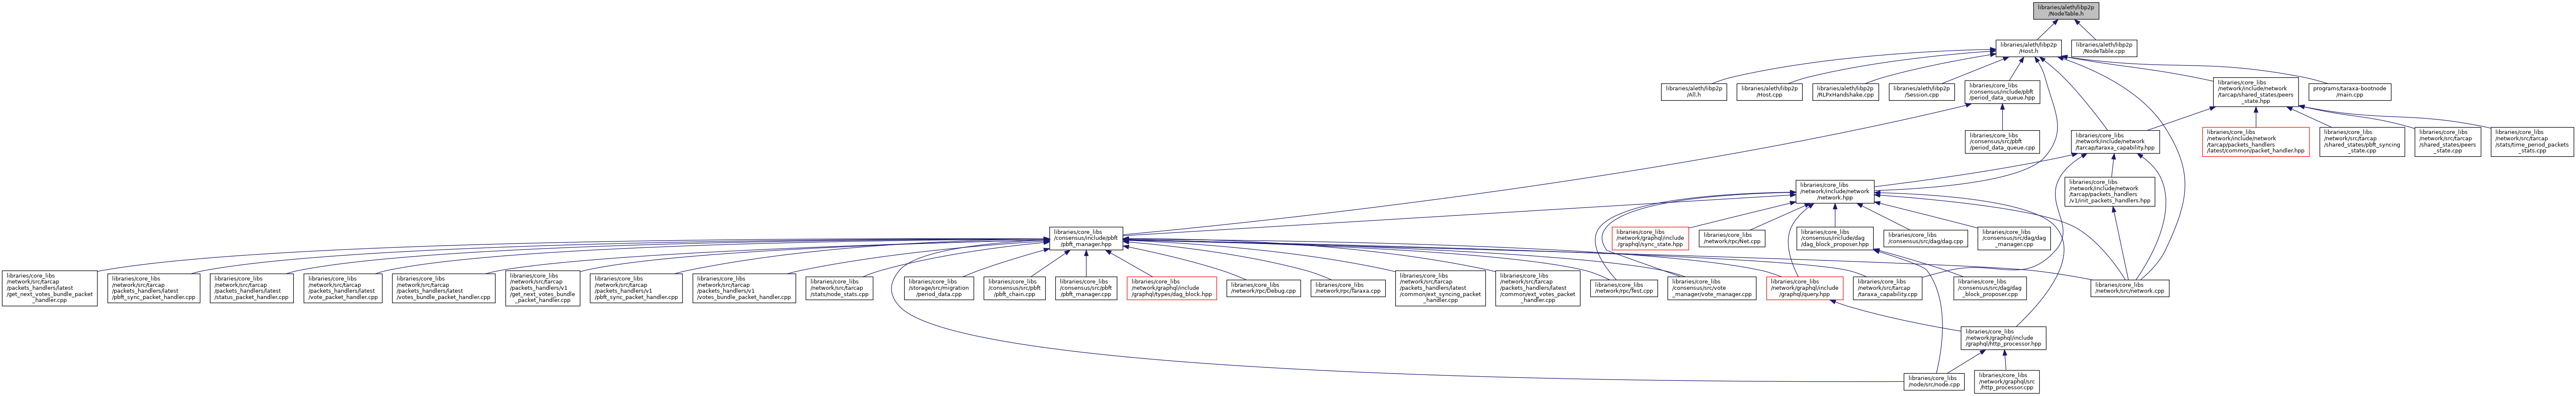 libraries/aleth/libp2p
/NodeTable.h
libraries/aleth/libp2p
/Host.h
libraries/aleth/libp2p
/NodeTable.cpp
libraries/aleth/libp2p
/All.h
libraries/aleth/libp2p
/Host.cpp
libraries/aleth/libp2p
/RLPxHandshake.cpp
libraries/aleth/libp2p
/Session.cpp
libraries/core_libs
/consensus/include/pbft
/period_data_queue.hpp
libraries/core_libs
/network/include/network
/tarcap/shared_states/peers
_state.hpp
programs/taraxa-bootnode
/main.cpp
libraries/core_libs
/consensus/src/pbft
/period_data_queue.cpp
libraries/core_libs
/network/include/network
/tarcap/taraxa_capability.hpp
libraries/core_libs
/network/include/network
/tarcap/packets_handlers
/latest/common/packet_handler.hpp
libraries/core_libs
/network/src/tarcap
/shared_states/pbft_syncing
_state.cpp
libraries/core_libs
/network/src/tarcap
/shared_states/peers
_state.cpp
libraries/core_libs
/network/src/tarcap
/stats/time_period_packets
_stats.cpp
libraries/core_libs
/network/include/network
/network.hpp
libraries/core_libs
/network/include/network
/tarcap/packets_handlers
/v1/init_packets_handlers.hpp
libraries/core_libs
/consensus/include/pbft
/pbft_manager.hpp
libraries/core_libs
/network/graphql/include
/graphql/sync_state.hpp
libraries/core_libs
/network/rpc/Net.cpp
libraries/core_libs
/consensus/include/dag
/dag_block_proposer.hpp
libraries/core_libs
/consensus/src/dag/dag.cpp
libraries/core_libs
/consensus/src/dag/dag
_manager.cpp
libraries/core_libs
/network/src/tarcap
/packets_handlers/latest
/get_next_votes_bundle_packet
_handler.cpp
libraries/core_libs
/network/src/tarcap
/packets_handlers/latest
/pbft_sync_packet_handler.cpp
libraries/core_libs
/network/src/tarcap
/packets_handlers/latest
/status_packet_handler.cpp
libraries/core_libs
/network/src/tarcap
/packets_handlers/latest
/vote_packet_handler.cpp
libraries/core_libs
/network/src/tarcap
/packets_handlers/latest
/votes_bundle_packet_handler.cpp
libraries/core_libs
/network/src/tarcap
/packets_handlers/v1
/get_next_votes_bundle
_packet_handler.cpp
libraries/core_libs
/network/src/tarcap
/packets_handlers/v1
/pbft_sync_packet_handler.cpp
libraries/core_libs
/network/src/tarcap
/packets_handlers/v1
/votes_bundle_packet_handler.cpp
libraries/core_libs
/network/src/tarcap
/stats/node_stats.cpp
libraries/core_libs
/storage/src/migration
/period_data.cpp
libraries/core_libs
/consensus/src/pbft
/pbft_chain.cpp
libraries/core_libs
/consensus/src/pbft
/pbft_manager.cpp
libraries/core_libs
/network/graphql/include
/graphql/types/dag_block.hpp
libraries/core_libs
/network/rpc/Debug.cpp
libraries/core_libs
/network/rpc/Taraxa.cpp
libraries/core_libs
/network/src/tarcap
/packets_handlers/latest
/common/ext_syncing_packet
_handler.cpp
libraries/core_libs
/network/src/tarcap
/packets_handlers/latest
/common/ext_votes_packet
_handler.cpp
libraries/core_libs
/network/rpc/Test.cpp
libraries/core_libs
/consensus/src/vote
_manager/vote_manager.cpp
libraries/core_libs
/network/graphql/include
/graphql/query.hpp
libraries/core_libs
/network/src/tarcap
/taraxa_capability.cpp
libraries/core_libs
/consensus/src/dag/dag
_block_proposer.cpp
libraries/core_libs
/network/src/network.cpp
libraries/core_libs
/network/graphql/include
/graphql/http_processor.hpp
libraries/core_libs
/node/src/node.cpp
libraries/core_libs
/network/graphql/src
/http_processor.cpp